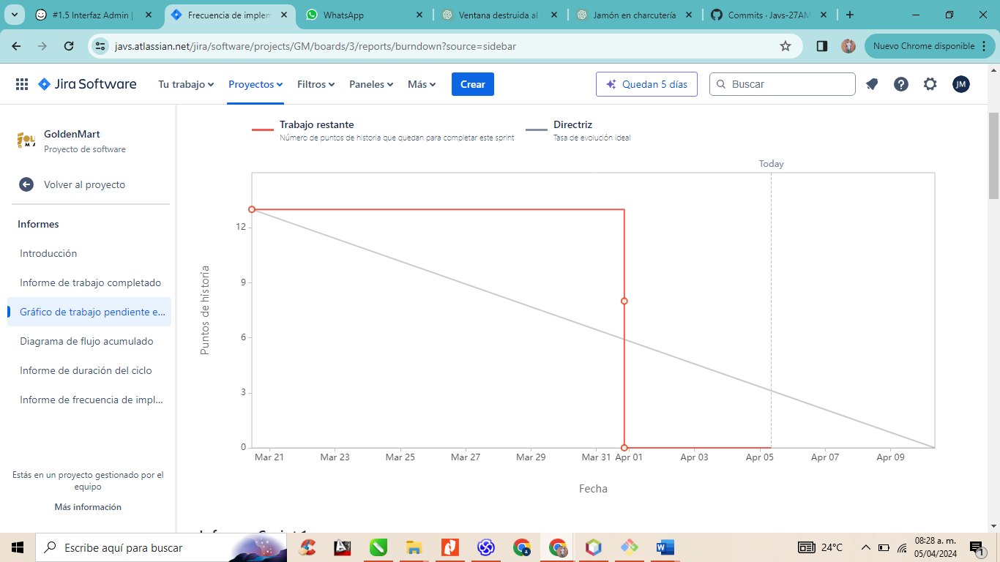 #1.5 Interfaz Admin |
Frecuencia de implem
WhatsApp
Ventana destruida al
Jamón en charcutería
Commits · Javs-27AM
javs.atlassian.net/jira/software/projects/GM/boards/3/reports/burndown?source=sidebar
Nuevo Chrome disponible
Jira Software
Tu trabajo
Proyectos
Filtros
Paneles
Más
Crear
Quedan 5 días
Buscar
JM
GoldenMart
Proyecto de software
Volver al proyecto
Informes
Introducción
Informe de trabajo completado
Gráfico de trabajo pendiente e...
Diagrama de flujo acumulado
Informe de duración del ciclo
Informe de frecuencia de impl...
Estás en un proyecto gestionado por el
equipo
Más información
Trabajo restante
Número de puntos de historia que quedan para completar este sprint
Directriz
Tasa de evolución ideal
Today
Puntos de historia
12
9
6
3
0
Mar 21
Mar 23
Mar 25
Mar 27
Mar 29
Mar 31
Apr 01
Apr 03
Apr 05
Apr 07
Apr 09
Fecha
Escribe aquí para buscar
24°C
08:28 a. m.
05/04/2024
1